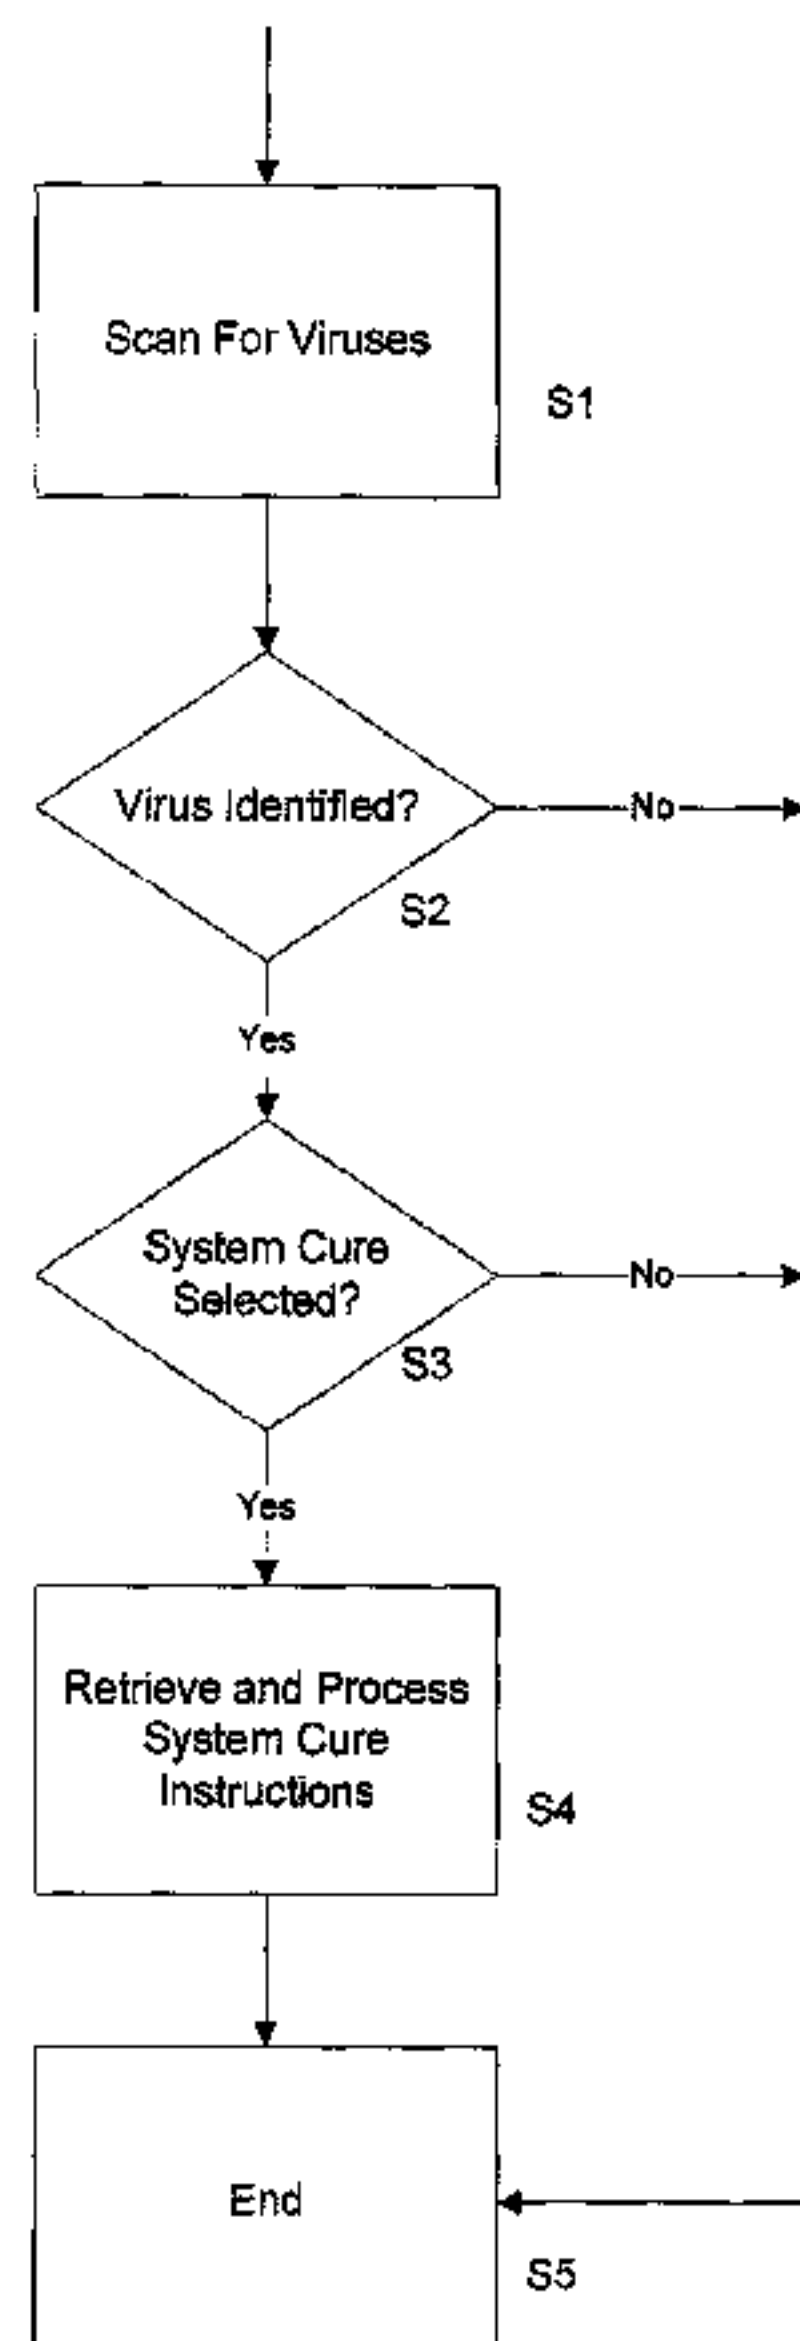 Scan For Viruses
S1
Virus Identified?
No
S2
Yes
System Cure
Selected?
No
S3
Yes
Retrieve and Process
System Cure
Instructions
S4
End
S5